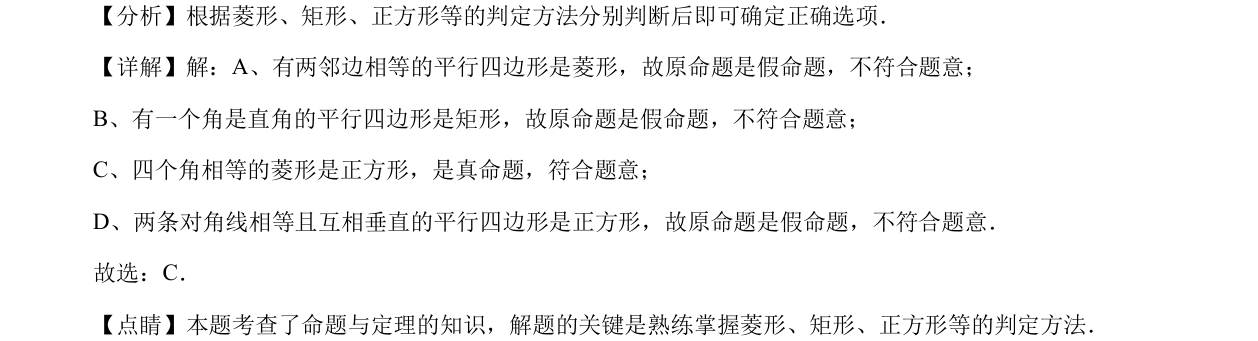 【分析】根据菱形、矩形、正方形等的判定方法分别判断后即可确定正确选项．
【详解】解：A、有两邻边相等的平行四边形是菱形，故原命题是假命题，不符合题意；
B、有一个角是直角的平行四边形是矩形，故原命题是假命题，不符合题意；
C、四个角相等的菱形是正方形，是真命题，符合题意；
D、两条对角线相等且互相垂直的平行四边形是正方形，故原命题是假命题，不符合题意．
故选：C．
【点睛】本题考查了命题与定理的知识，解题的关键是熟练掌握菱形、矩形、正方形等的判定方法．